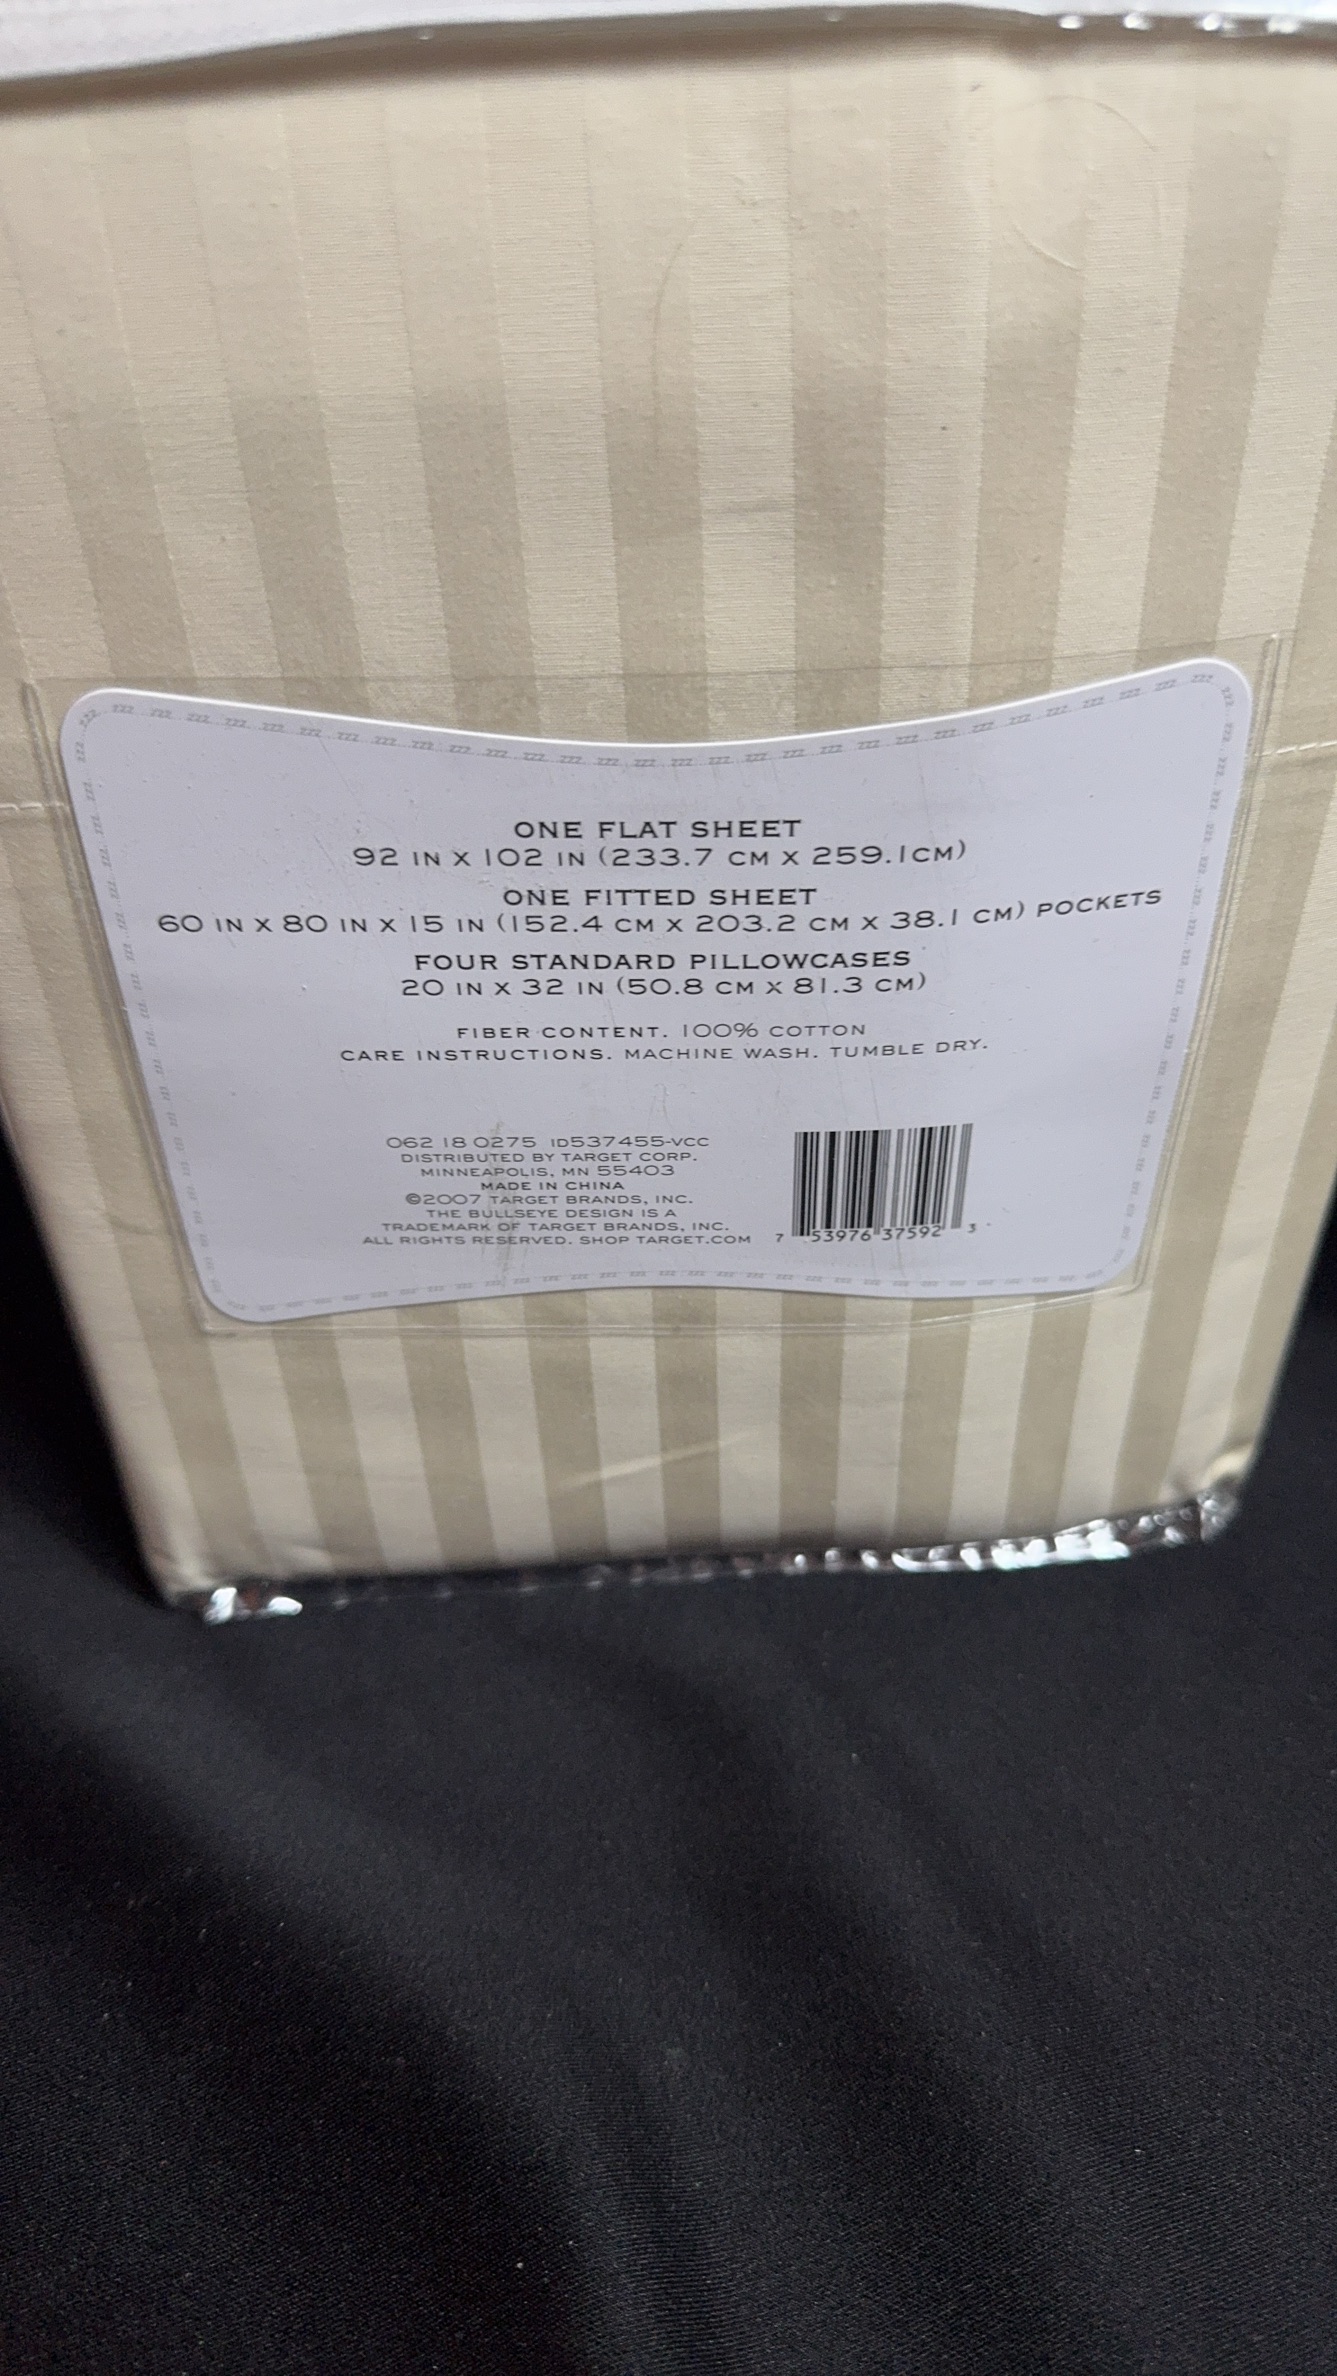 ONE FLAT SHEET
92 IN X 102 IN (233.7 CM X 259.1CM)
ONE FITTED SHEET
60 IN X 80 IN X 15 IN (152.4 CM X 203.2 CM X 38.1 CM) POCKETS
FOUR STANDARD PILLOWCASES
20 IN X 32 IN (50.8 CM X 81.3 CM)
FIBER CONTENT. 100% COTTON
CARE INSTRUCTIONS. MACHINE WASH. TUMBLE DRY.
062 18 0275 ID537455-VCC
DISTRIBUTED BY TARGET CORP.
MINNEAPOLIS, MN 55403
MADE IN CHINA
©2007 TARGET BRANDS, INC.
THE BULLSEYE DESIGN IS A
TRADEMARK OF TARGET BRANDS, INC.
ALL RIGHTS RESERVED. SHOP TARGET.COM
7 53976 37592 3